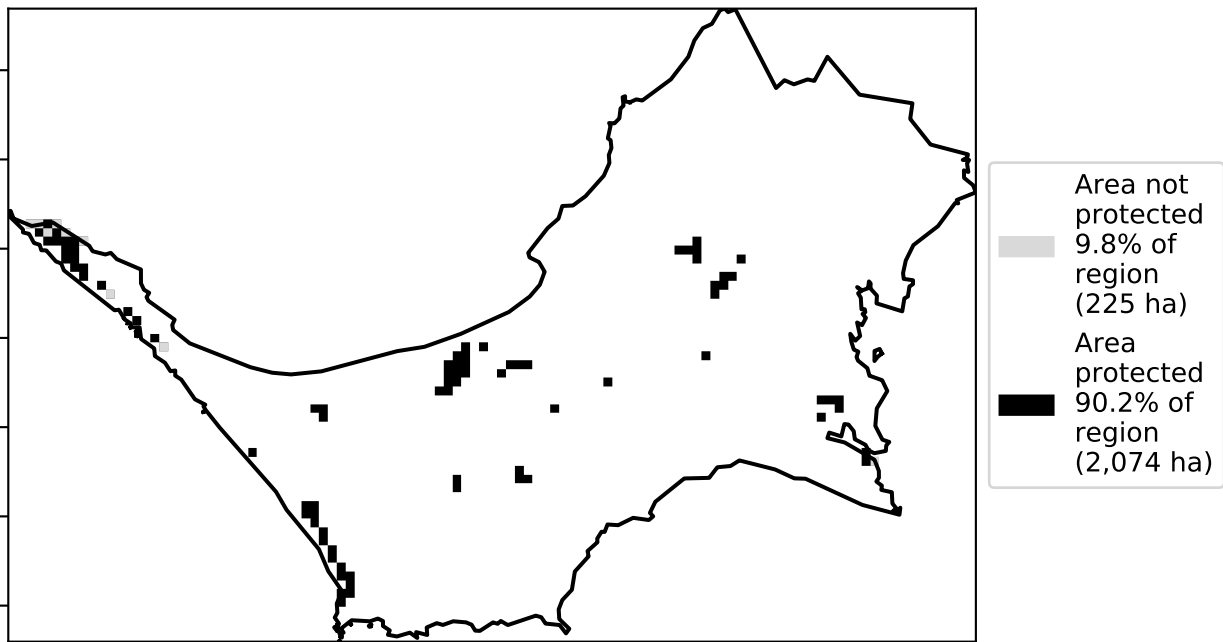 Area not
protected
9.8% of
region
(225 ha)
Area
protected
90.2% of
region
(2,074 ha)